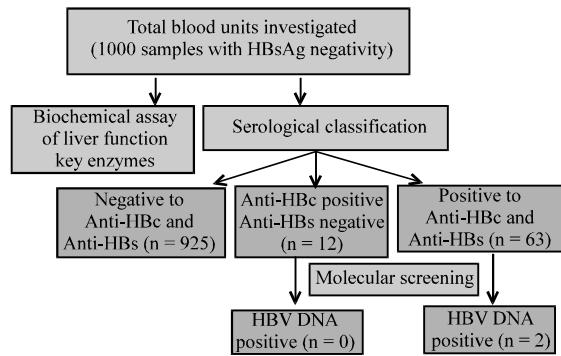 Total blood units investigated
(1000 samples with HBsAg negativity)
Biochemical assay
of liver function
key enzymes
Serological classification
Negative to
Anti-HBc and
Anti-HBs (n = 925)
Anti-HBc positive
Anti-HBs negative
(n = 12)
Positive to
Anti-HBc and
Anti-HBs (n = 63)
Molecular screening
HBV DNA
positive (n = 0)
HBV DNA
positive (n = 2)